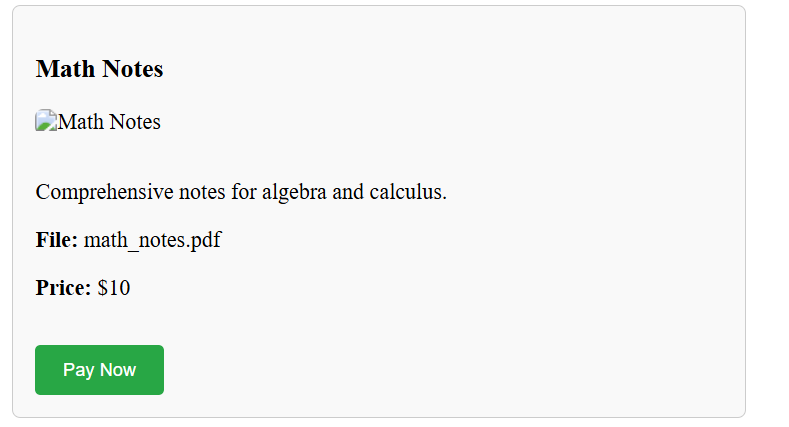 Math Notes
Math Notes
Comprehensive notes for algebra and calculus.
File: math_notes.pdf
Price: $10
Pay Now